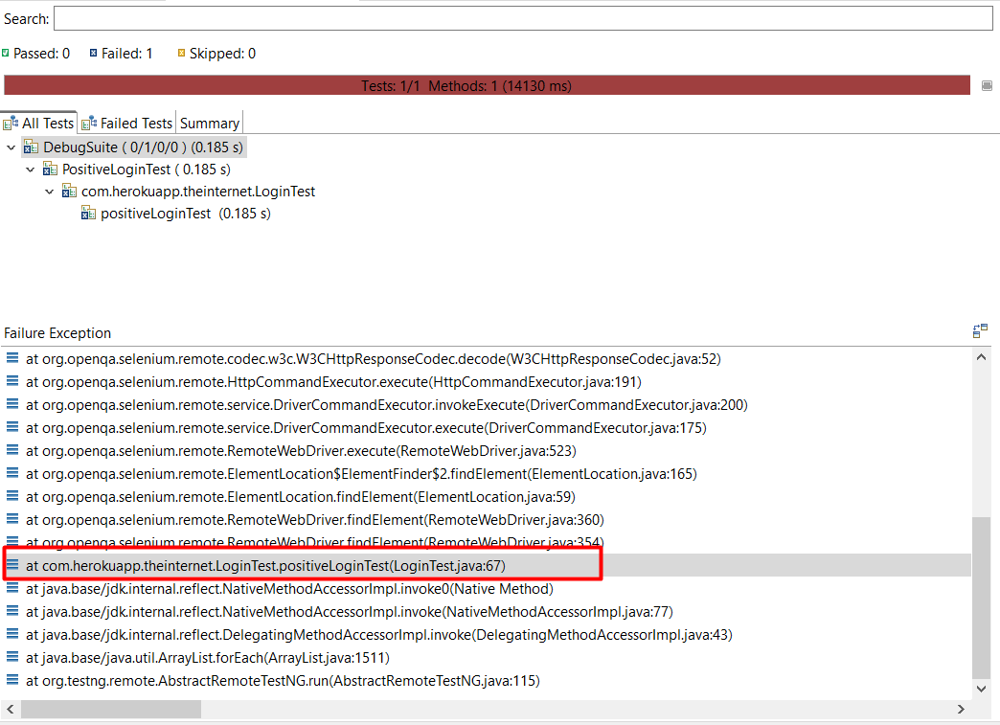 Search:
Passed: 0 Failed: 1 Skipped: 0
Tests: 1/1 Methods: 1 (14130 ms)
All Tests Failed Tests Summary
DebugSuite ( 0/1/0/0 ) (0.185 s)
PositiveLoginTest ( 0.185 s)
com.herokuapp.theinternet.LoginTest
positiveLoginTest (0.185 s)
Failure Exception
at org.openqa.selenium.remote.codec.w3c.W3CHttpResponseCodec.decode(W3CHttpResponseCodec.java:52)
at org.openqa.selenium.remote.HttpCommandExecutor.execute(HttpCommandExecutor.java:191)
at org.openqa.selenium.remote.service.DriverCommandExecutor.invokeExecute(DriverCommandExecutor.java:200)
at org.openqa.selenium.remote.service.DriverCommandExecutor.execute(DriverCommandExecutor.java:175)
at org.openqa.selenium.remote.RemoteWebDriver.execute(RemoteWebDriver.java:523)
at org.openqa.selenium.remote.ElementLocation$ElementFinder$2.findElement(ElementLocation.java:165)
at org.openqa.selenium.remote.ElementLocation.findElement(ElementLocation.java:59)
at org.openqa.selenium.remote.RemoteWebDriver.findElement(RemoteWebDriver.java:360)
at org.openqa.selenium.remote.RemoteWebDriver.findElement(RemoteWebDriver.java:354)
at com.herokuapp.theinternet.LoginTest.positiveLoginTest(LoginTest.java:67)
at java.base/jdk.internal.reflect.NativeMethodAccessorImpl.invoke0(Native Method)
at java.base/jdk.internal.reflect.NativeMethodAccessorImpl.invoke(NativeMethodAccessorImpl.java:77)
at java.base/jdk.internal.reflect.DelegatingMethodAccessorImpl.invoke(DelegatingMethodAccessorImpl.java:43)
at java.base/java.util.ArrayList.forEach(ArrayList.java:1511)
at org.testng.remote.AbstractRemoteTestNG.run(AbstractRemoteTestNG.java:115)